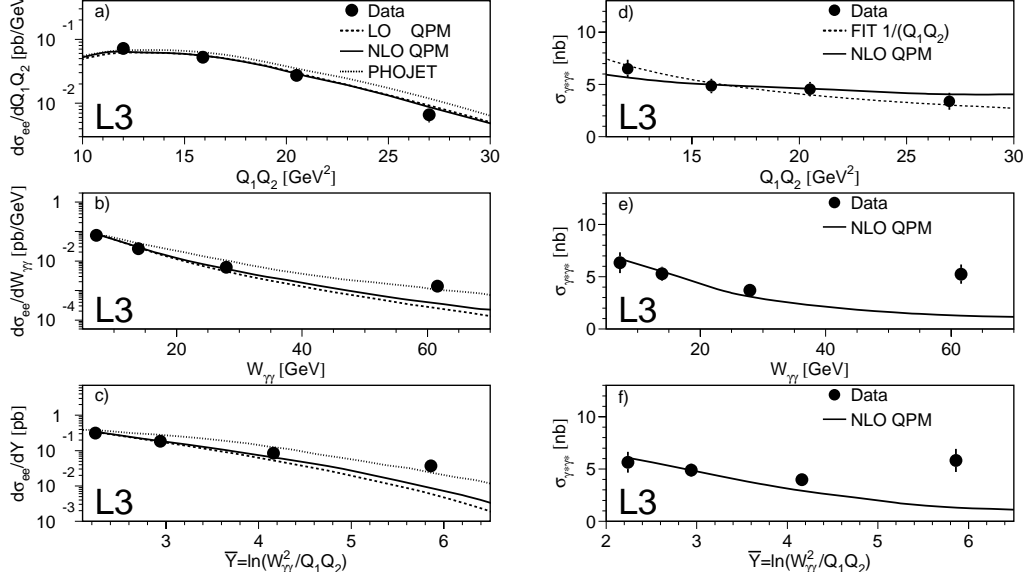 a)
Data
LO QPM
NLO QPM
PHOJET
L3
dσee/dQ1Q2 [pb/GeV]
10 -1
10 -2
10 15 20 25 30
Q1Q2 [GeV2]
d)
Data
FIT 1/(Q1Q2)
NLO QPM
L3
σγ*γ* [nb]
10
5
0
15 20 25 30
Q1Q2 [GeV2]
b)
L3
dσee/dWγγ [pb/GeV]
1
10 -2
10 -4
20 40 60
Wγγ [GeV]
e)
Data
NLO QPM
L3
σγ*γ* [nb]
10
5
0
20 40 60
Wγγ [GeV]
c)
L3
dσee/dY [pb]
1
10 -1
10 -2
10 -3
3 4 5 6
Y̅=ln(W2γγ/Q1Q2)
f)
Data
NLO QPM
L3
σγ*γ* [nb]
10
5
0
2 3 4 5 6
Y̅=ln(W2γγ/Q1Q2)